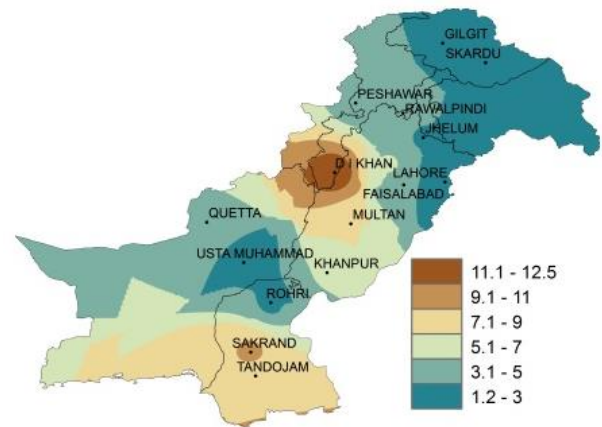 GILGIT
SKARDU
PESHAWAR
RAWALPINDI
JHELUM
D I KHAN
LAHORE
FAISALABAD
QUETTA
MULTAN
USTA MUHAMMAD
KHANPUR
ROHRI
SAKRAND
TANDOJAM
11.1 - 12.5
9.1 - 11
7.1 - 9
5.1 - 7
3.1 - 5
1.2 - 3